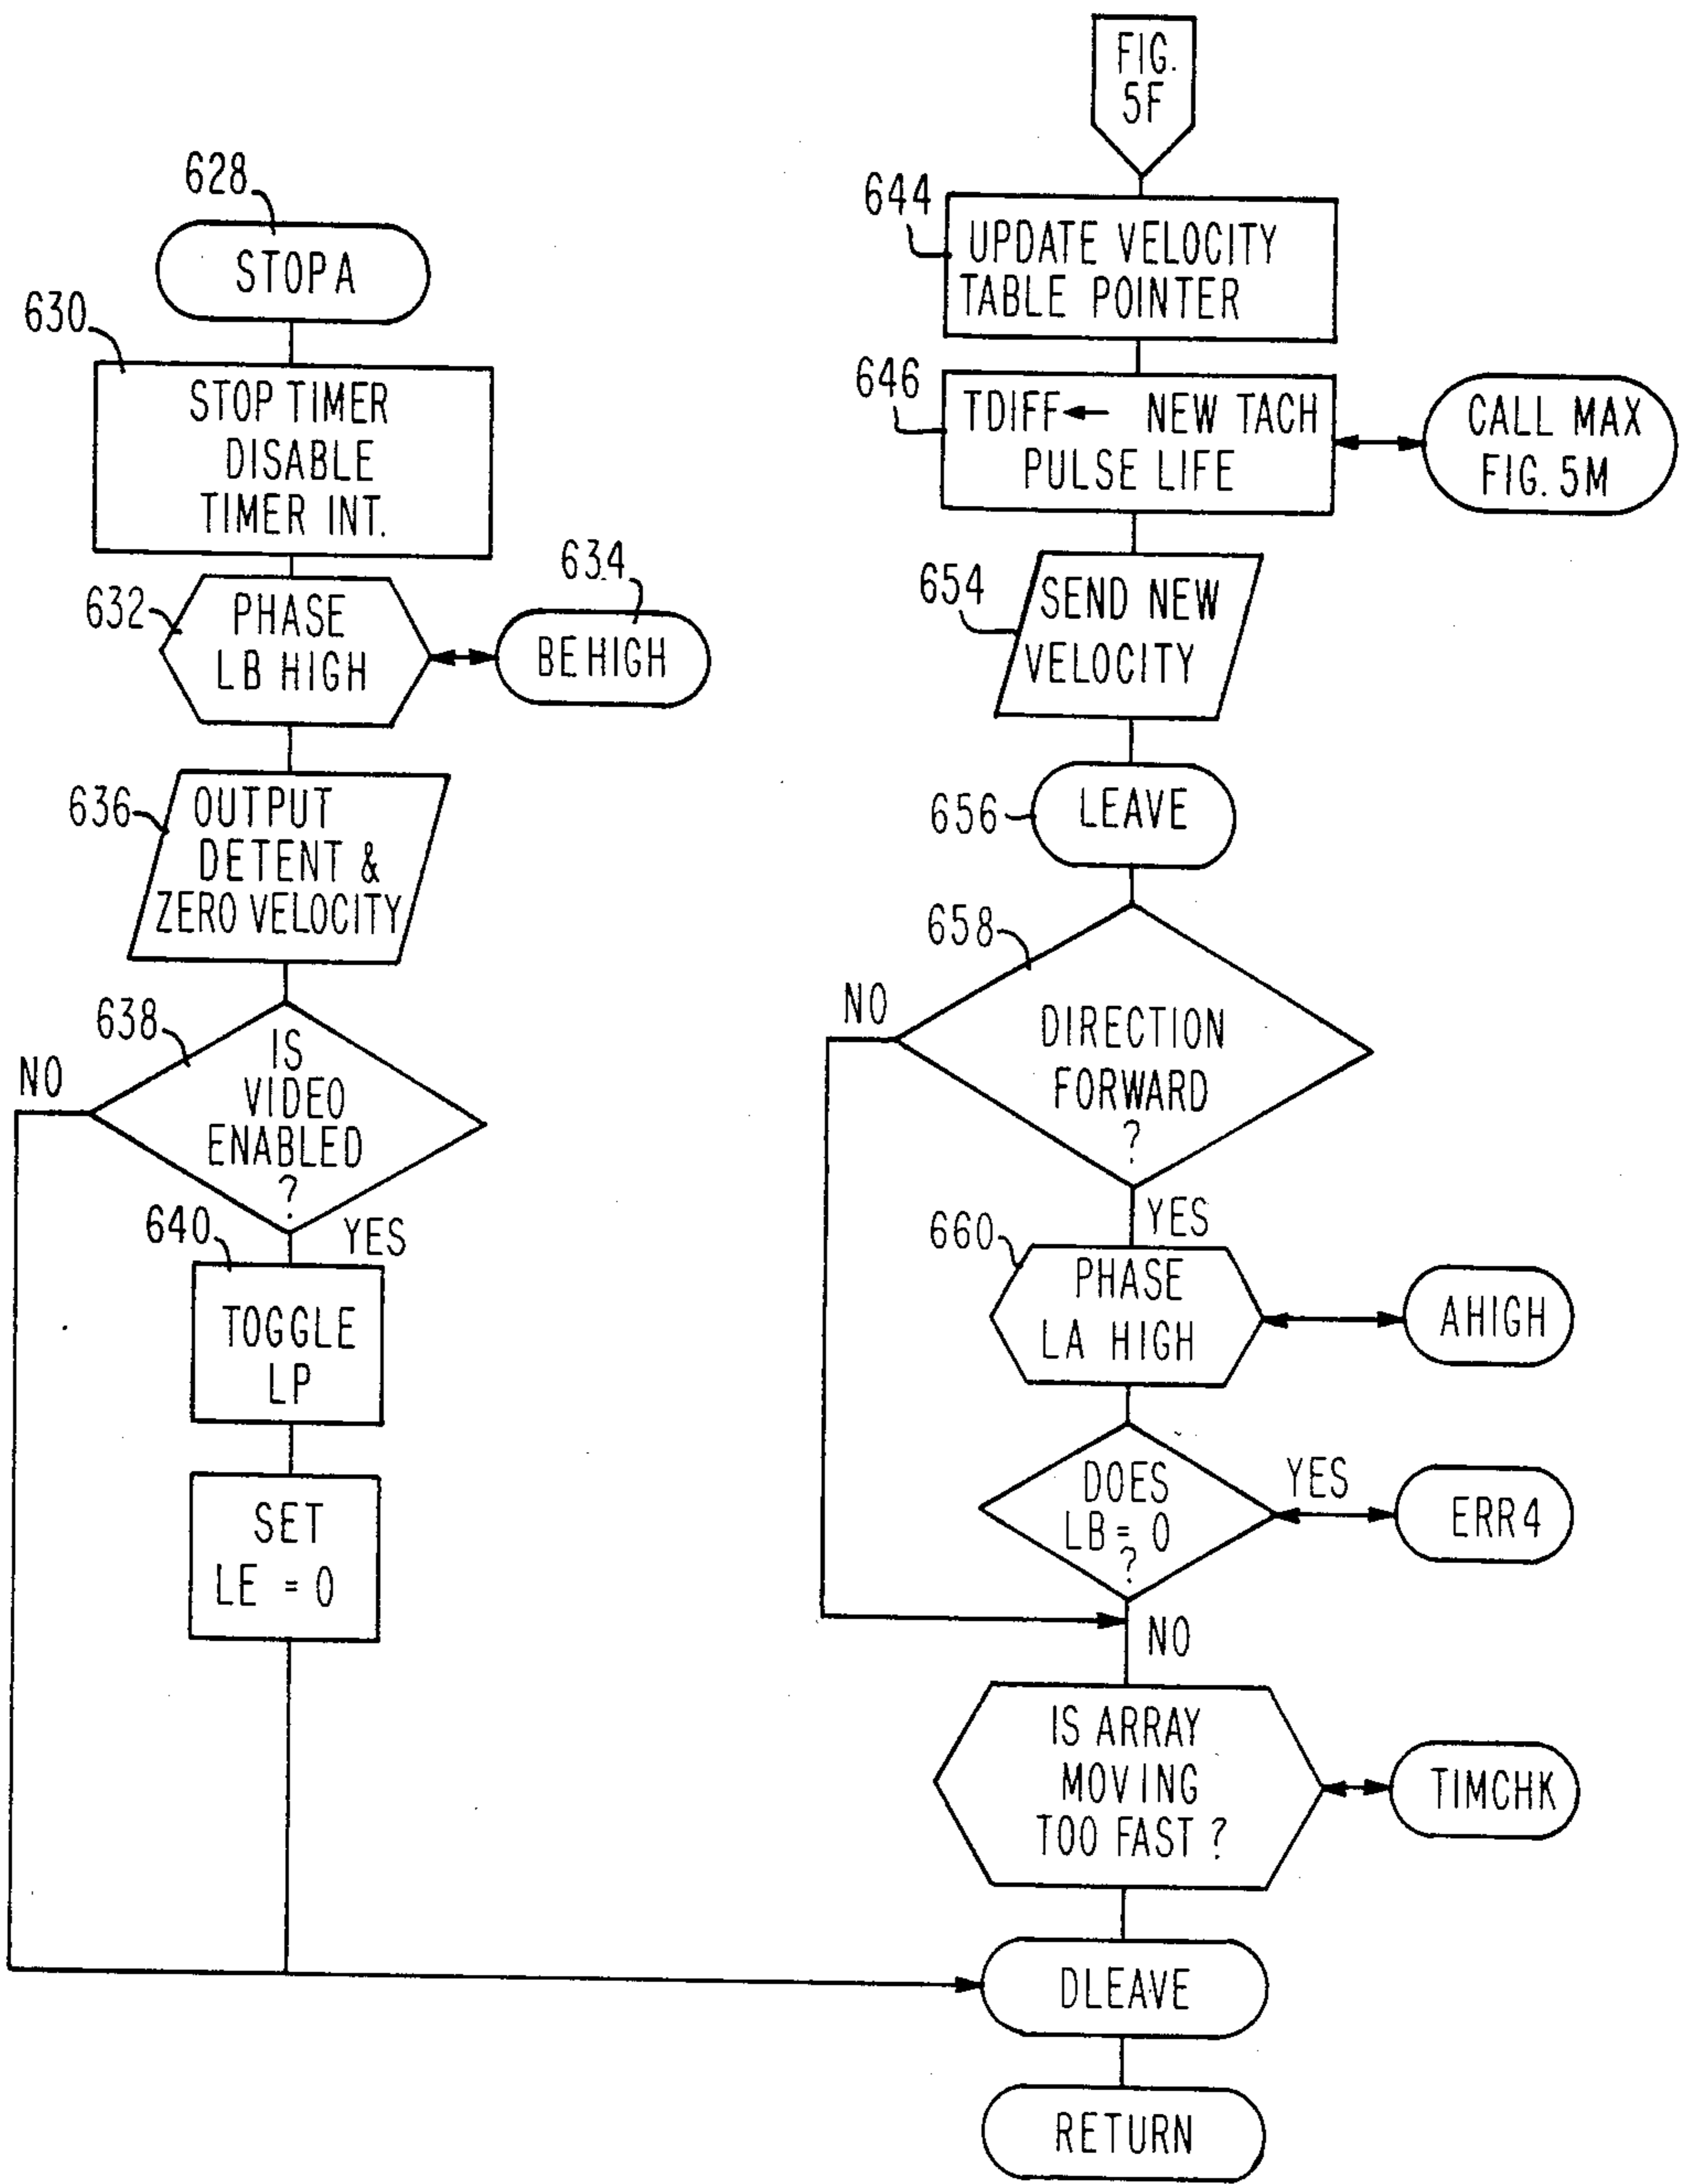 628
STOPA
630
STOP TIMER
DISABLE
TIMER INT.
632
PHASE
LB HIGH
634
BEHIGH
636
OUTPUT
DETENT &
ZERO VELOCITY
638
NO
IS
VIDEO
ENABLED
?
YES
640
TOGGLE
LP
SET
LE = 0
FIG.
5F
644
UPDATE VELOCITY
TABLE POINTER
646
TDIFF← NEW TACH
PULSE LIFE
CALL MAX
FIG. 5M
654
SEND NEW
VELOCITY
656
LEAVE
658
NO
DIRECTION
FORWARD
?
YES
660
PHASE
LA HIGH
AHIGH
DOES
LB = 0
?
YES
ERR4
NO
IS ARRAY
MOVING
TOO FAST ?
TIMCHK
DLEAVE
RETURN